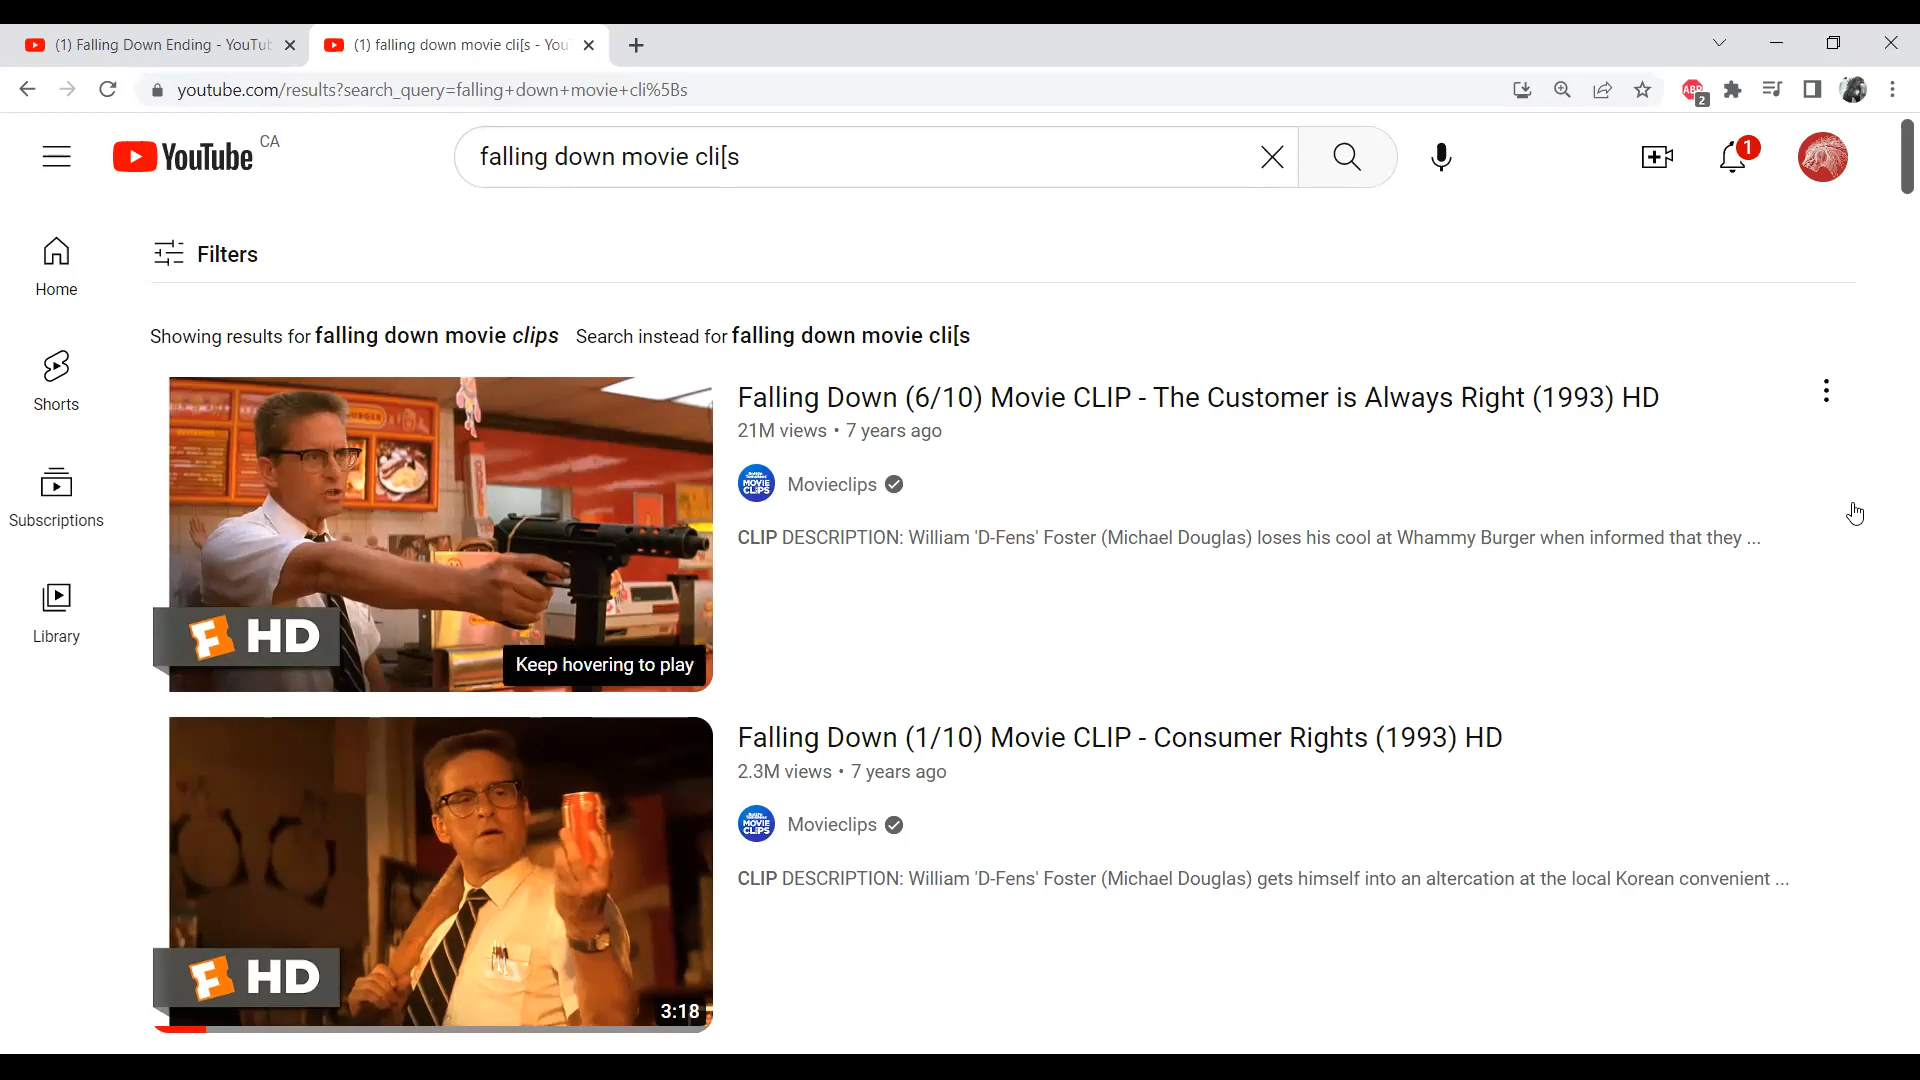 (1) Falling Down Ending - YouTub
(1) falling down movie cli[s - You
youtube.com/results?search_query=falling+down+movie+cli%5Bs
ABP
2
YouTube CA
falling down movie cli[s
1
Home
Shorts
Subscriptions
Library
Filters
Showing results for falling down movie clips Search instead for falling down movie cli[s
HD
Keep hovering to play
Falling Down (6/10) Movie CLIP - The Customer is Always Right (1993) HD
21M views • 7 years ago
MOVIE CLIPS
Movieclips
CLIP DESCRIPTION: William 'D-Fens' Foster (Michael Douglas) loses his cool at Whammy Burger when informed that they ...
HD
3:18
Falling Down (1/10) Movie CLIP - Consumer Rights (1993) HD
2.3M views • 7 years ago
MOVIE CLIPS
Movieclips
CLIP DESCRIPTION: William 'D-Fens' Foster (Michael Douglas) gets himself into an altercation at the local Korean convenient ...